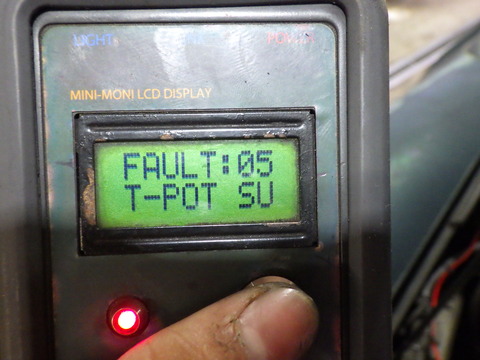 LIGHT POWER
MINI-MONI LCD DISPLAY
FAULT:05
T-POT SU